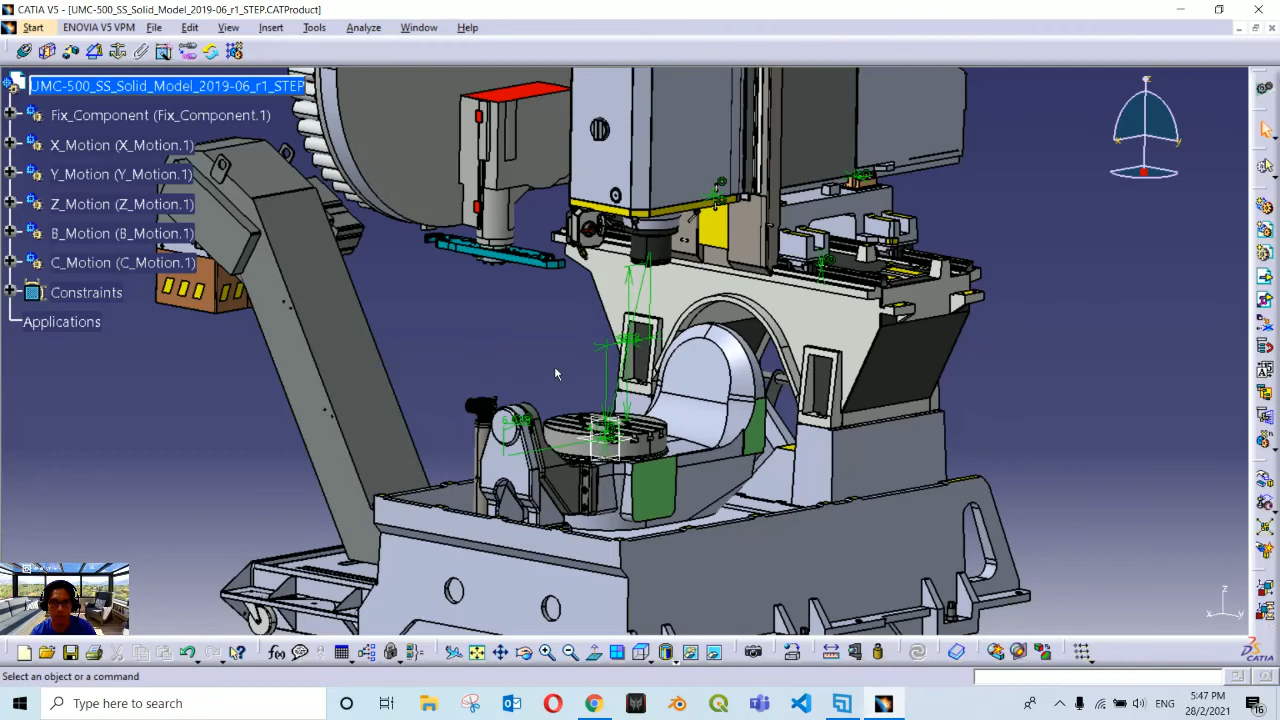 CATIA V5 - [UMC-500_SS_Solid_Model_2019-06_r1_STEP.CATProduct]
Start ENOVIA V5 VPM File Edit View Insert Tools Analyze Window Help
UMC-500_SS_Solid_Model_2019-06_r1_STEP
Fix_Component (Fix_Component.1)
X_Motion (X_Motion.1)
Y_Motion (Y_Motion.1)
Z_Motion (Z_Motion.1)
B_Motion (B_Motion.1)
C_Motion (C_Motion.1)
Constraints
Applications
z
x y
f(x)
CATIA
Select an object or a command
Type here to search
ENG
5:47 PM
28/2/2021
16